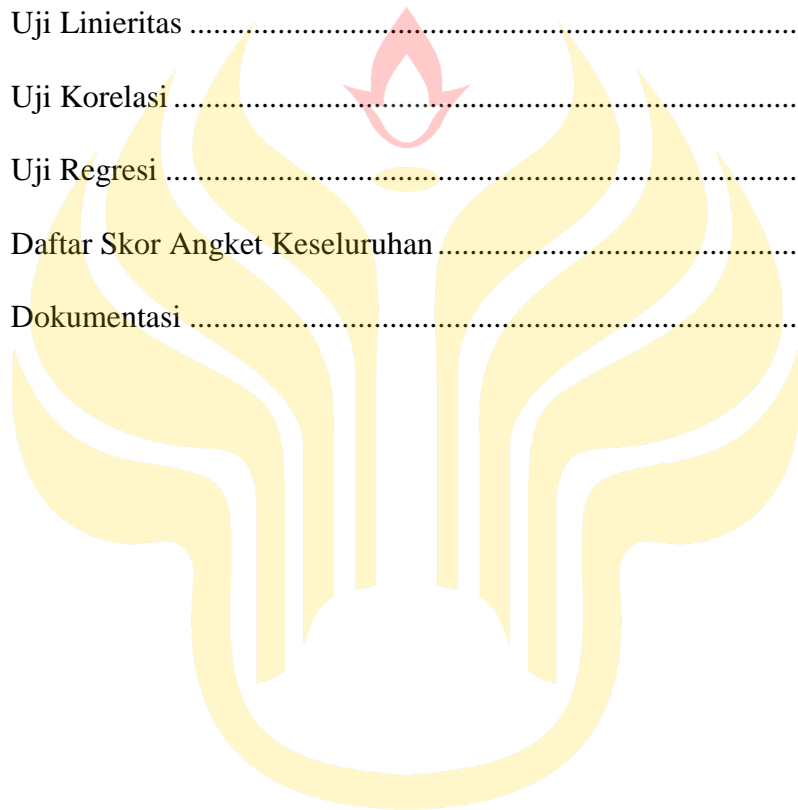 Uji Linieritas ........................................................................
Uji Korelasi ..........................................................................
Uji Regresi ...........................................................................
Daftar Skor Angket Keseluruhan ...........................................
Dokumentasi ........................................................................